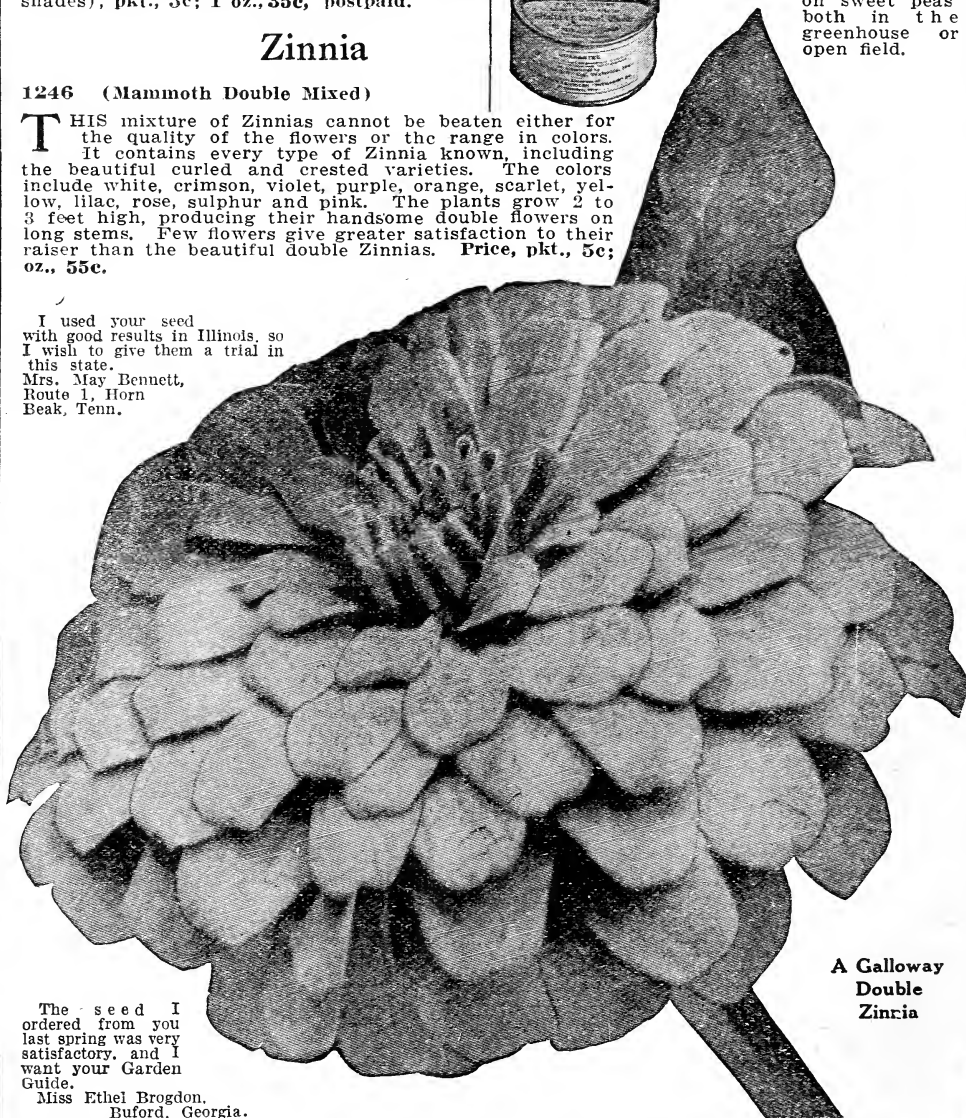 shades), pkt., 5c; 1 oz., 35c, postpaid.
Zinnia
1246 (Mammoth Double Mixed)
THIS mixture of Zinnias cannot be beaten either for
the quality of the flowers or the range in colors.
It contains every type of Zinnia known, including
the beautiful curled and crested varieties. The colors
include white, crimson, violet, purple, orange, scarlet, yel-
low, lilac, rose, sulphur and pink. The plants grow 2 to
3 feet high, producing their handsome double flowers on
long stems. Few flowers give greater satisfaction to their
raiser than the beautiful double Zinnias. Price, pkt., 5c;
oz., 55c.
on sweet peas
both in the
greenhouse or
open field.
I used your seed
with good results in Illinois, so
I wish to give them a trial in
this state.
Mrs. May Bennett,
Route 1, Horn
Beak, Tenn.
A Galloway
Double
Zinnia
The seed I
ordered from you
last spring was very
satisfactory, and I
want your Garden
Guide.
Miss Ethel Brogdon,
Buford, Georgia.